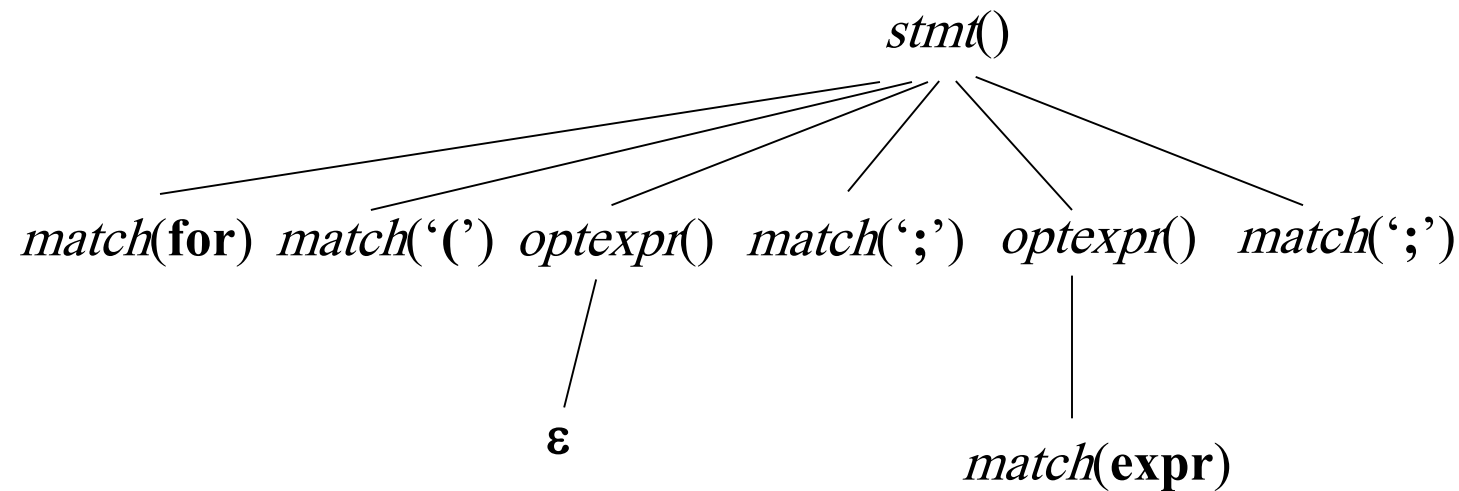 stmt()
match(for) match(‘(’) optexpr() match(‘;’) optexpr() match(‘;’)
ε
match(expr)